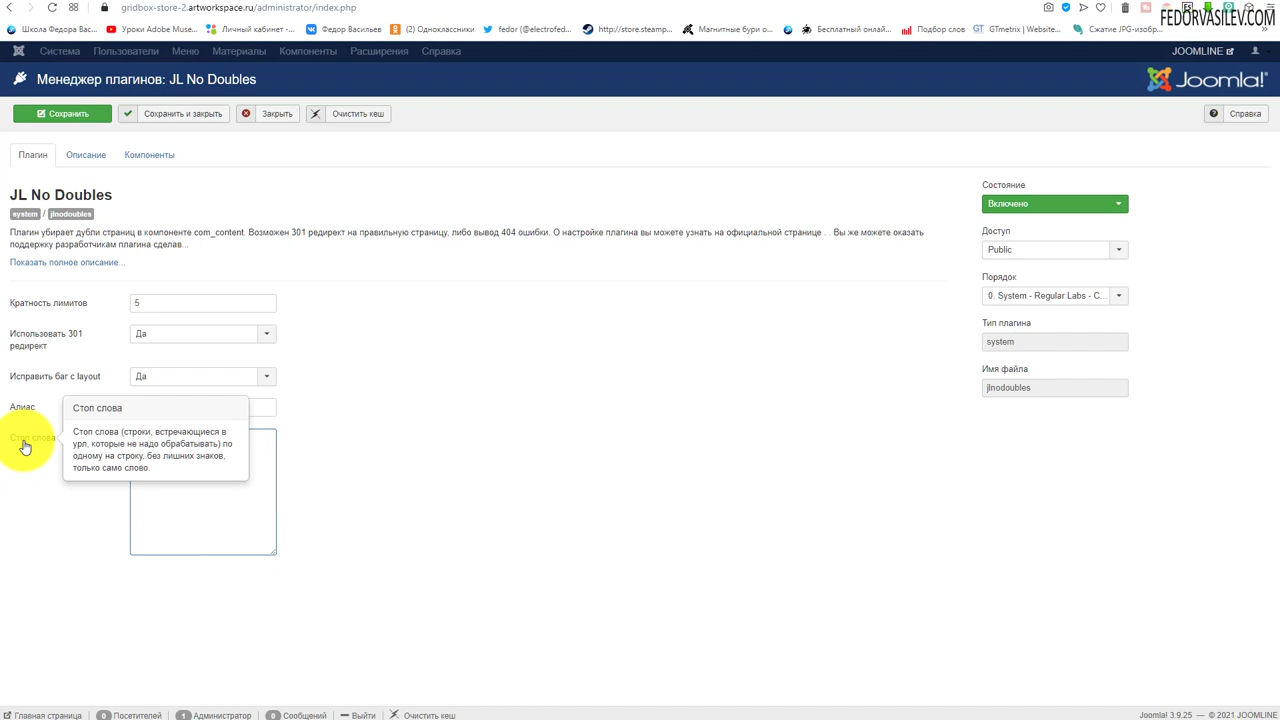 gridbox-store-2.artworkspace.ru/administrator/index.php
FEDORVASILEV.COM
Школа Федора Вас...
Уроки Adobe Muse...
Личный кабинет -...
Федор Васильев
(2) Одноклассники
fedor (@electrofed...
http://store.steamp...
Магнитные бури о...
Бесплатный онлай...
Подбор слов
GTmetrix | Website...
Сжатие JPG-изобр...
»
Система Пользователи Меню Материалы Компоненты Расширения Справка
JOOMLINE
Менеджер плагинов: JL No Doubles
Joomla!
Сохранить
Сохранить и закрыть
Закрыть
Очистить кеш
Справка
Плагин
Описание
Компоненты
JL No Doubles
system / jlnodoubles
Плагин убирает дубли страниц в компоненте com_content. Возможен 301 редирект на правильную страницу, либо вывод 404 ошибки. О настройке плагина вы можете узнать на официальной странице . . Вы же можете оказать
поддержку разработчикам плагина сделав...
Показать полное описание...
Кратность лимитов
5
Использовать 301
редирект
Да
Исправить баг с layout
Да
Алиас
Стоп слова
Стоп слова
Стоп слова (строки, встречающиеся в
урл, которые не надо обрабатывать) по
одному на строку, без лишних знаков,
только само слово.
Состояние
Включено
Доступ
Public
Порядок
0. System - Regular Labs - C...
Тип плагина
system
Имя файла
jlnodoubles
Главная страница
0 Посетителей
1 Администратор
0 Сообщений
Выйти
Очистить кеш
Joomla! 3.9.25 — © 2021 JOOMLINE